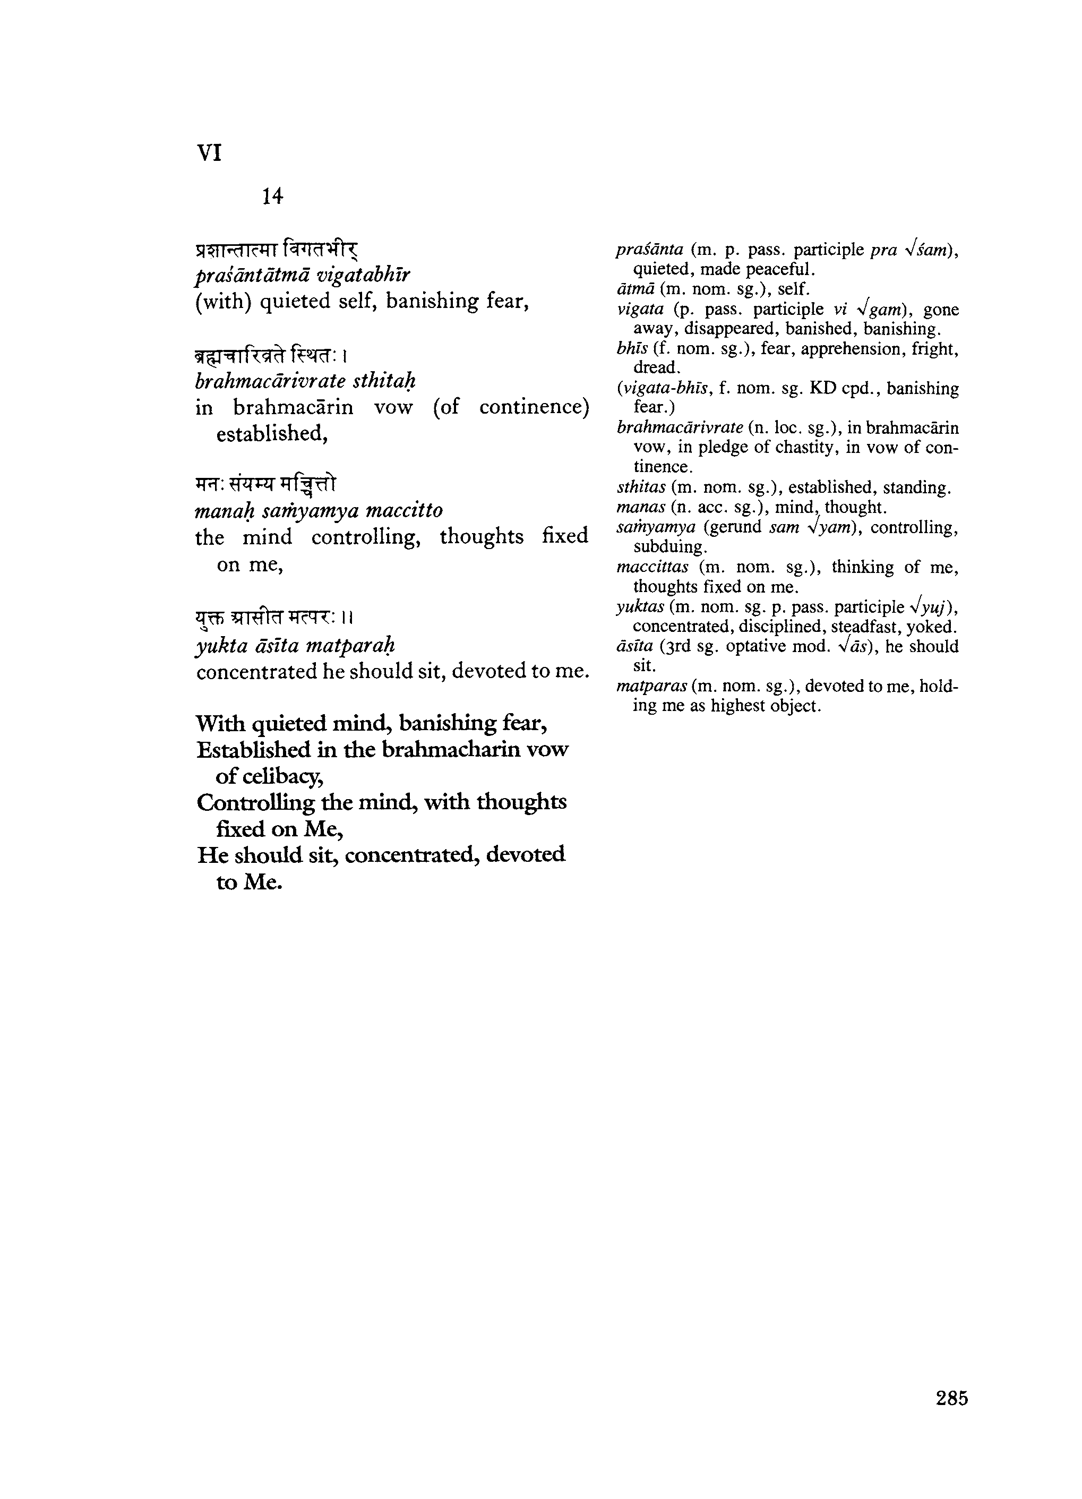 VI
14
प्रशान्तात्मा विगतभीर्
praśāntātmā vigatabhīr
(with) quieted self, banishing fear,
ब्रह्मचारिव्रते स्थितः।
brahmacārivrate sthitaḥ
in brahmacārin vow (of continence)
established,
मनः संयम्य मच्चित्तो
manaḥ saṁyamya maccitto
the mind controlling, thoughts fixed
on me,
युक्त आसीत मत्परः।।
yukta āsīta matparaḥ
concentrated he should sit, devoted to me.
With quieted mind, banishing fear,
Established in the brahmacharin vow
of celibacy,
Controlling the mind, with thoughts
fixed on Me,
He should sit, concentrated, devoted
to Me.
praśānta (m. p. pass. participle pra √śam),
quieted, made peaceful.
ātmā (m. nom. sg.), self.
vigata (p. pass. participle vi √gam), gone
away, disappeared, banished, banishing.
bhīs (f. nom. sg.), fear, apprehension, fright,
dread.
(vigata-bhīs, f. nom. sg. KD cpd., banishing
fear.)
brahmacārivrate (n. loc. sg.), in brahmacārin
vow, in pledge of chastity, in vow of con-
tinence.
sthitas (m. nom. sg.), established, standing.
manas (n. acc. sg.), mind, thought.
saṁyamya (gerund sam √yam), controlling,
subduing.
maccittas (m. nom. sg.), thinking of me,
thoughts fixed on me.
yuktas (m. nom. sg. p. pass. participle √yuj),
concentrated, disciplined, steadfast, yoked.
āsīta (3rd sg. optative mod. √ās), he should
sit.
matparas (m. nom. sg.), devoted to me, hold-
ing me as highest object.
285